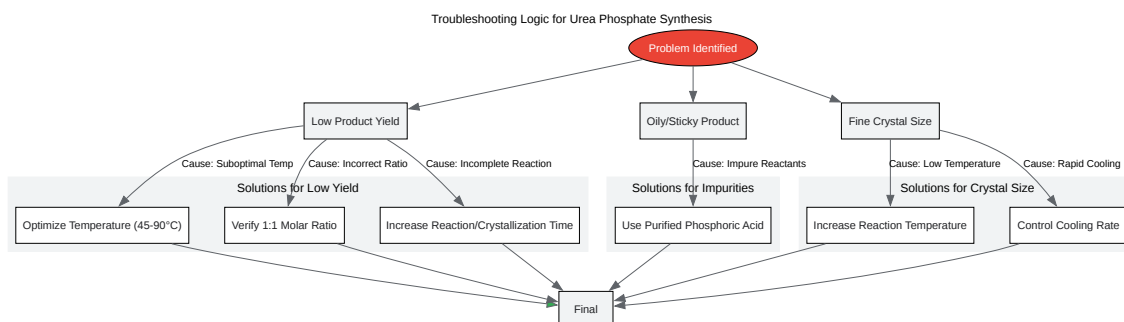 Troubleshooting Logic for Urea Phosphate Synthesis
Problem Identified
Low Product Yield
Oily/Sticky Product
Fine Crystal Size
Cause: Suboptimal Temp
Cause: Incorrect Ratio
Cause: Incomplete Reaction
Cause: Impure Reactants
Cause: Low Temperature
Cause: Rapid Cooling
Solutions for Low Yield
Solutions for Impurities
Solutions for Crystal Size
Optimize Temperature (45-90°C)
Verify 1:1 Molar Ratio
Increase Reaction/Crystallization Time
Use Purified Phosphoric Acid
Increase Reaction Temperature
Control Cooling Rate
Final